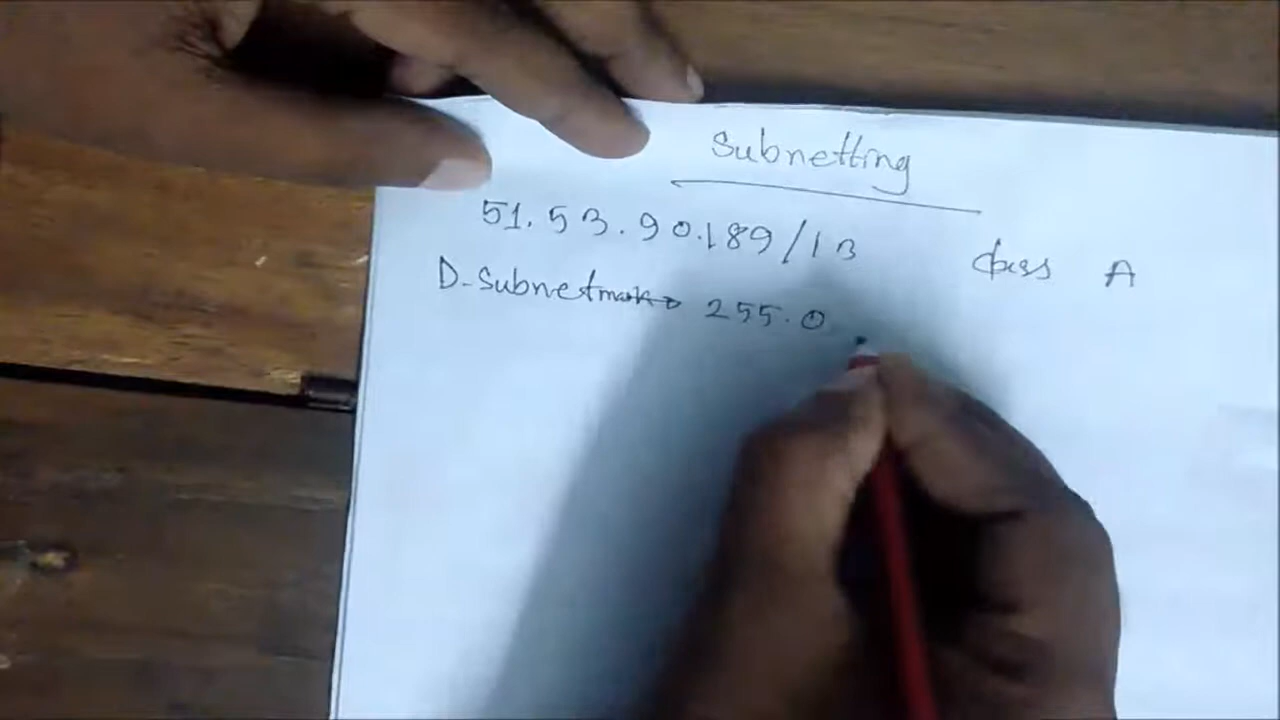 Subnetting
51.53.90.189/13 class A
D-Subnetmask→ 255.0